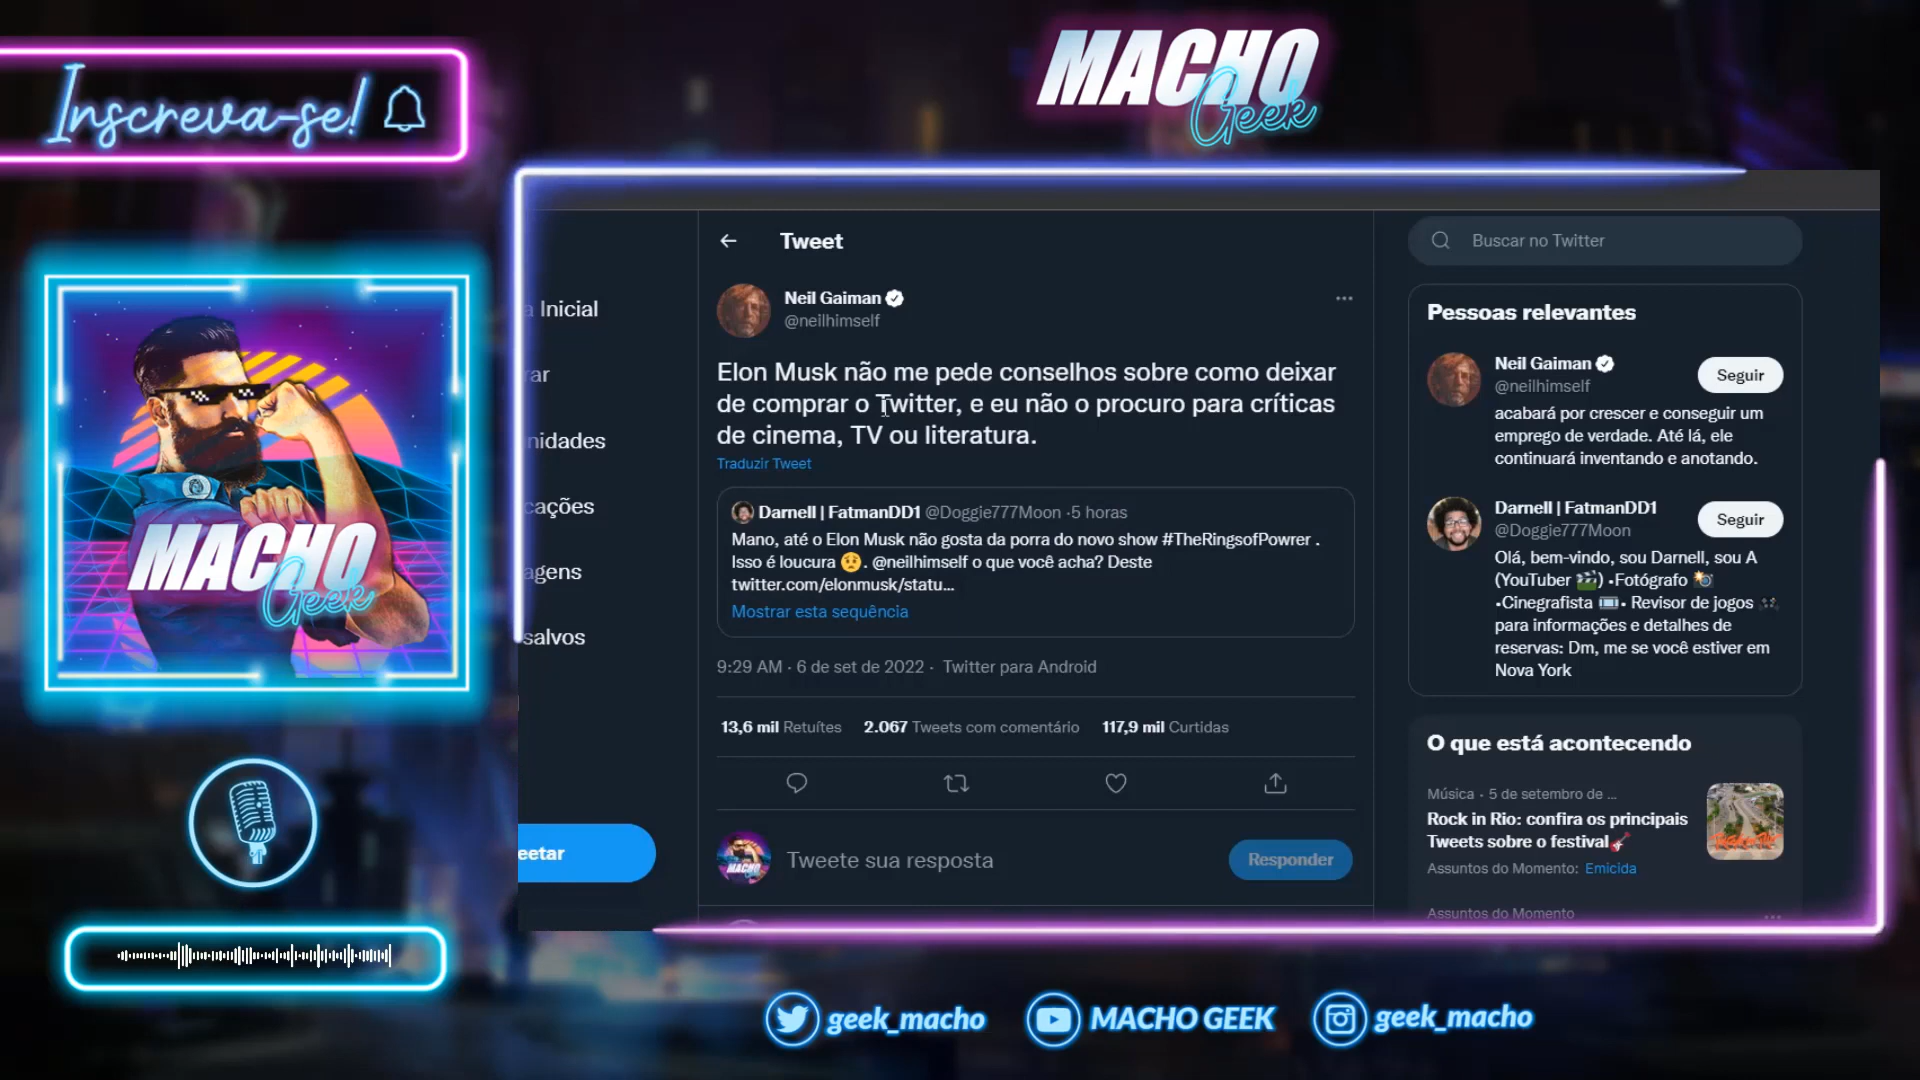 Inscreva-se!
MACHO
Geek
MACHO
Geek
Inicial
rar
nidades
cações
agens
salvos
eetar
Tweet
Neil Gaiman
@neilhimself
Elon Musk não me pede conselhos sobre como deixar
de comprar o Twitter, e eu não o procuro para críticas
de cinema, TV ou literatura.
Traduzir Tweet
Darnell | FatmanDD1 @Doggie777Moon ·5 horas
Mano, até o Elon Musk não gosta da porra do novo show #TheRingsofPowrer .
Isso é loucura 😟. @neilhimself o que você acha? Deste
twitter.com/elonmusk/statu...
Mostrar esta sequência
9:29 AM · 6 de set de 2022 · Twitter para Android
13,6 mil Retuítes 2.067 Tweets com comentário 117,9 mil Curtidas
MACHO
Tweete sua resposta
Responder
Buscar no Twitter
Pessoas relevantes
Neil Gaiman
@neilhimself
Seguir
acabará por crescer e conseguir um
emprego de verdade. Até lá, ele
continuará inventando e anotando.
Darnell | FatmanDD1
@Doggie777Moon
Seguir
Olá, bem-vindo, sou Darnell, sou A
(YouTuber 🎬) •Fotógrafo 📸
•Cinegrafista 🎞️• Revisor de jogos 🎮
para informações e detalhes de
reservas: Dm, me se você estiver em
Nova York
O que está acontecendo
Música · 5 de setembro de ...
Rock in Rio: confira os principais
Tweets sobre o festival🎸
Assuntos do Momento: Emicida
Assuntos do Momento
geek_macho
MACHO GEEK
geek_macho